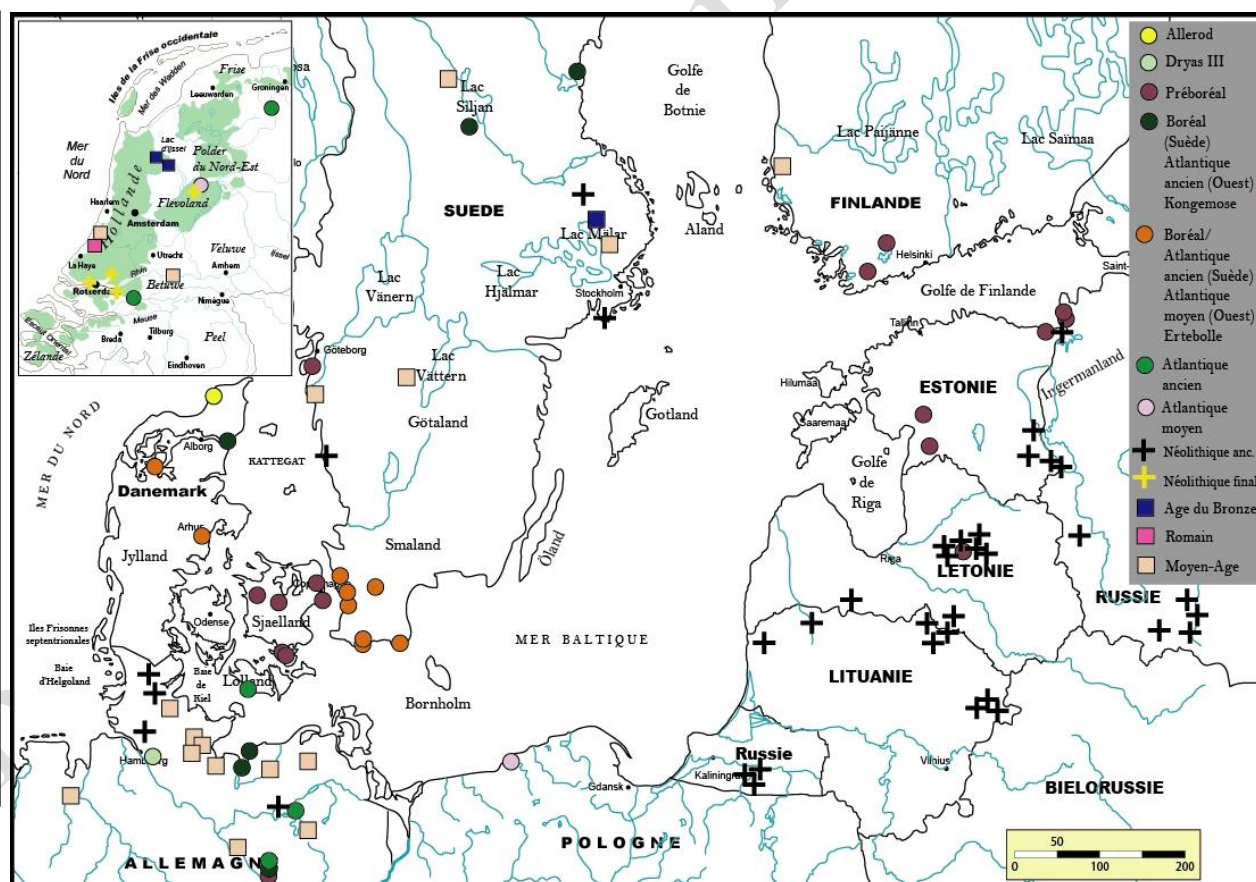 Iles de la Frise occidentale
Mer des Wadden
Frise
Groningen
Leeuwarden
Mer
du
Nord
Lac
d'Ijssel
Polder
du Nord-Est
Hollande
Haarlem
Flevoland
Amsterdam
Veluwe
Ijssel
La Haye
Utrecht
Rhin
Arnhem
Betuwe
Nimègue
Meuse
Escaut Oriental
Breda
Tilburg
Peel
Zélande
Eindhoven
Lac
Siljan
Golfe
de
Botnie
Lac Païjänne
Lac Saïmaa
SUEDE
Aland
FINLANDE
Lac Mälar
Helsinki
Lac
Vänern
Lac
Hjälmar
Stockholm
Golfe de Finlande
Saint-
Tallinn
Göteborg
Lac
Vättern
Hilumaa
ESTONIE
Ingermanland
MER DU NORD
Götaland
Gotland
Saaremaa
Alborg
KATTEGAT
Golfe
de
Riga
Danemark
Arhus
Jylland
Smaland
Öland
Riga
LETONIE
RUSSIE
Odense
Sjaelland
Iles Frisonnes
septentrionales
MER BALTIQUE
Baie
d'Helgoland
Baie
de
Kiel
Lolland
Bornholm
LITUANIE
Russie
Vilnius
Gdansk
BIELORUSSIE
POLOGNE
50
0 100 200
Allerod
Dryas III
Préboréal
Boréal
(Suède)
Atlantique
ancien (Ouest)
Kongemose
Boréal/
Atlantique
ancien (Suède)
Atlantique
moyen (Ouest)
Ertebolle
Atlantique
ancien
Atlantique
moyen
Néolithique anc.
Néolithique final
Age du Bronze
Romain
Moyen-Age